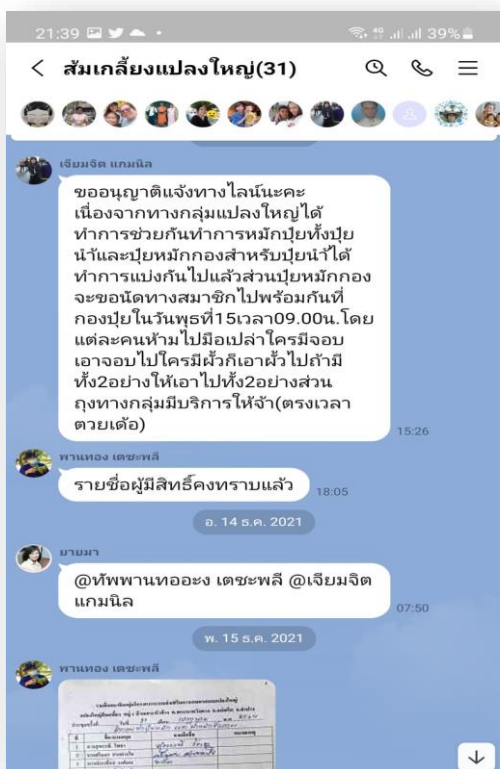 21:39
39%
สัมเกลี้ยงแปลงใหญ่(31)
เจียมจิต แกมนิล
ขออนุญาติแจ้งทางไลน์นะคะ
เนื่องจากทางกลุ่มแปลงใหญ่ได้
ทำการช่วยกันทำการหมักปุ๋ยทั้งปุ๋ย
นำ้และปุ๋ยหมักกองสำหรับปุ๋ยนำ้ได้
ทำการแบ่งกันไปแล้วส่วนปุ๋ยหมักกอง
จะขอนัดทางสมาชิกไปพร้อมกันที่
กองปุ๋ยในวันพุธที่15เวลา09.00น.โดย
แต่ละคนห้ามไปมือเปล่าใครมีจอบ
เอาจอบไปใครมีผั้วก็เอาผั้วไปถ้ามี
ทั้ง2อย่างให้เอาไปทั้ง2อย่างส่วน
ถุงทางกลุ่มมีบริการให้จ้า(ตรงเวลา
ตวยเด้อ)
15:26
พานทอง เตชะพลี
รายชื่อผู้มีสิทธิ์คงทราบแล้ว
18:05
อ. 14 ธ.ค. 2021
ยายมา
@ทัพพานทออะง เตชะพลี @เจียมจิต
แกมนิล
07:50
พ. 15 ธ.ค. 2021
พานทอง เตชะพลี